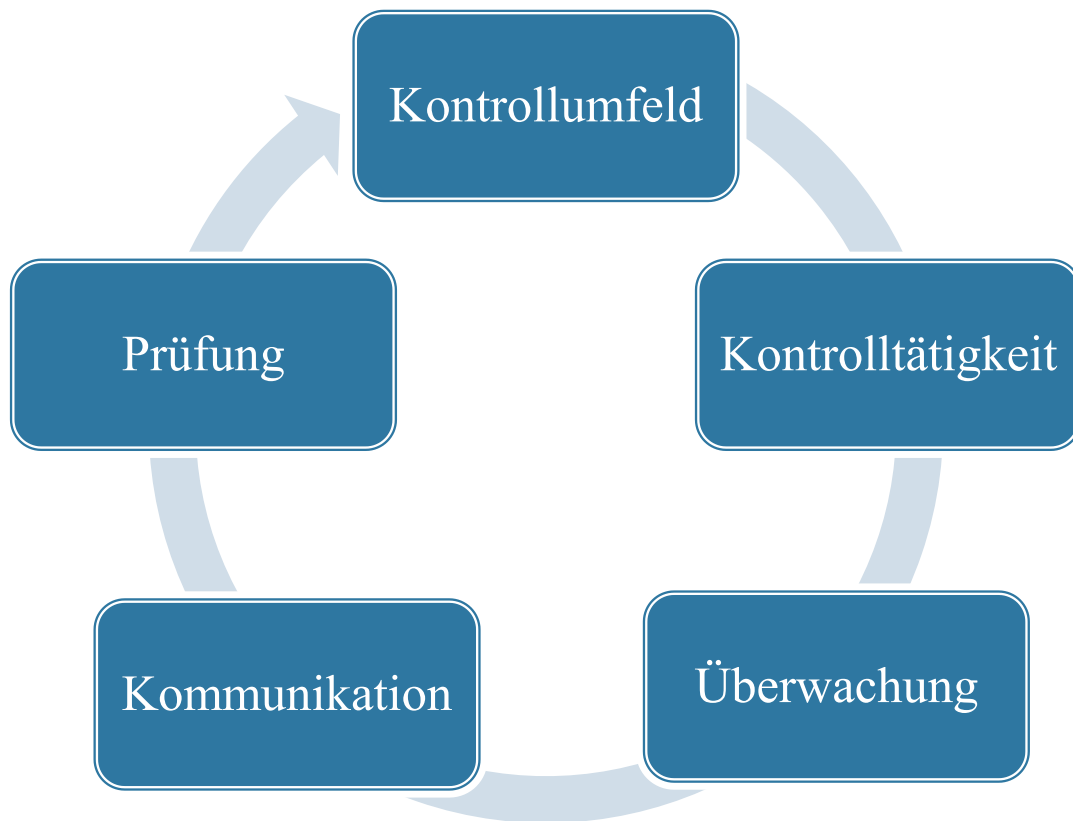 Kontrollumfeld
Kontrolltätigkeit
Überwachung
Kommunikation
Prüfung